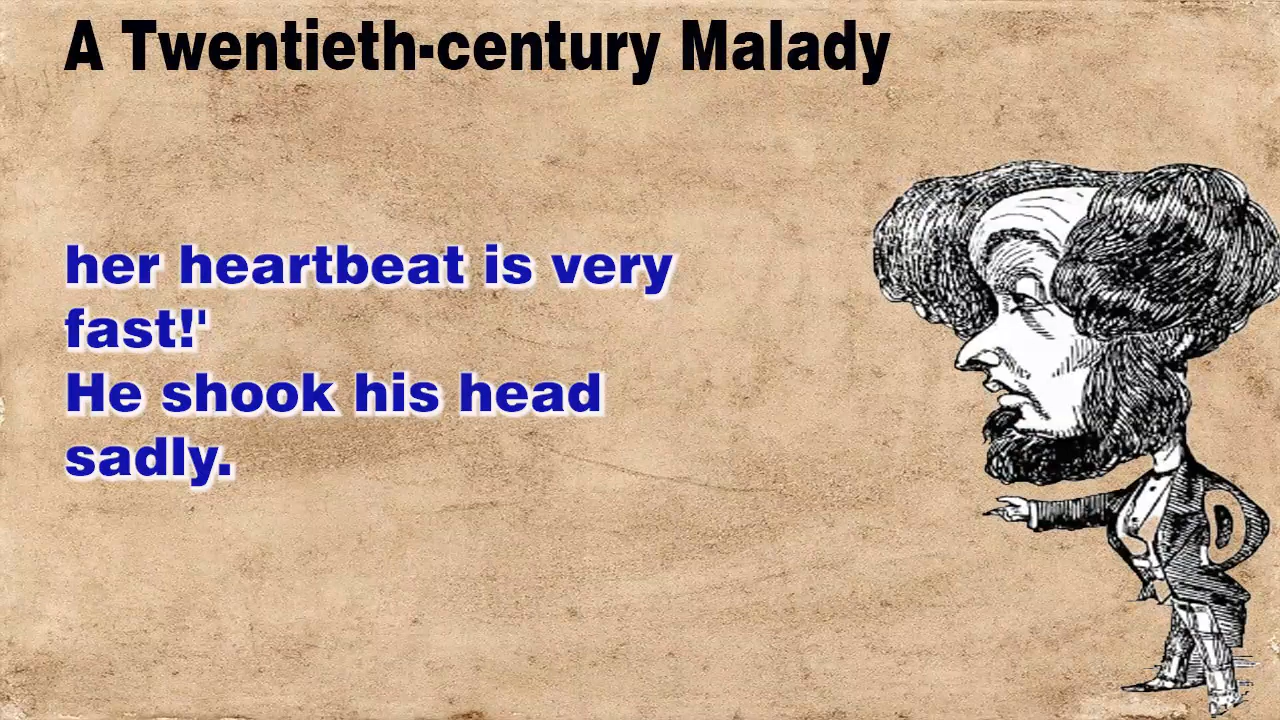 A Twentieth-century Malady
her heartbeat is very
fast!'
He shook his head
sadly.